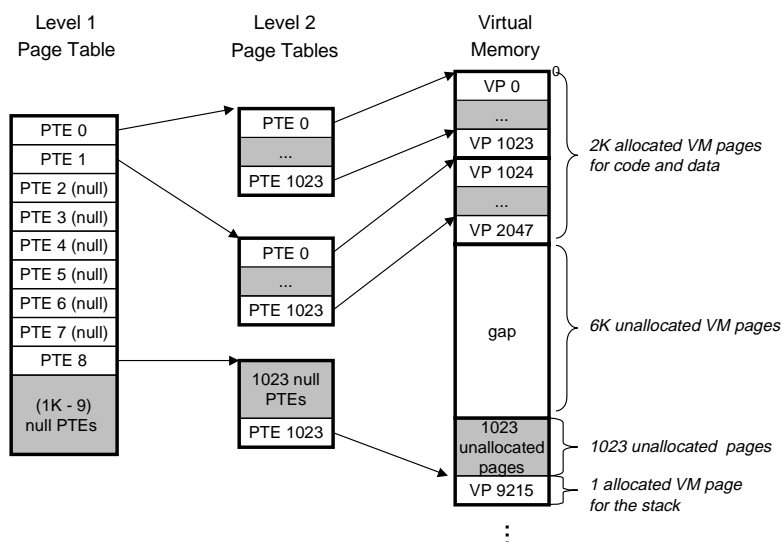 Level 1
Page Table
Level 2
Page Tables
Virtual
Memory
PTE 0
PTE 1
PTE 2 (null)
PTE 3 (null)
PTE 4 (null)
PTE 5 (null)
PTE 6 (null)
PTE 7 (null)
PTE 8
(1K - 9)
null PTEs
PTE 0
...
PTE 1023
PTE 0
...
PTE 1023
1023 null
PTEs
PTE 1023
0
VP 0
...
VP 1023
VP 1024
...
VP 2047
gap
1023
unallocated
pages
VP 9215
2K allocated VM pages
for code and data
6K unallocated VM pages
1023 unallocated pages
1 allocated VM page
for the stack